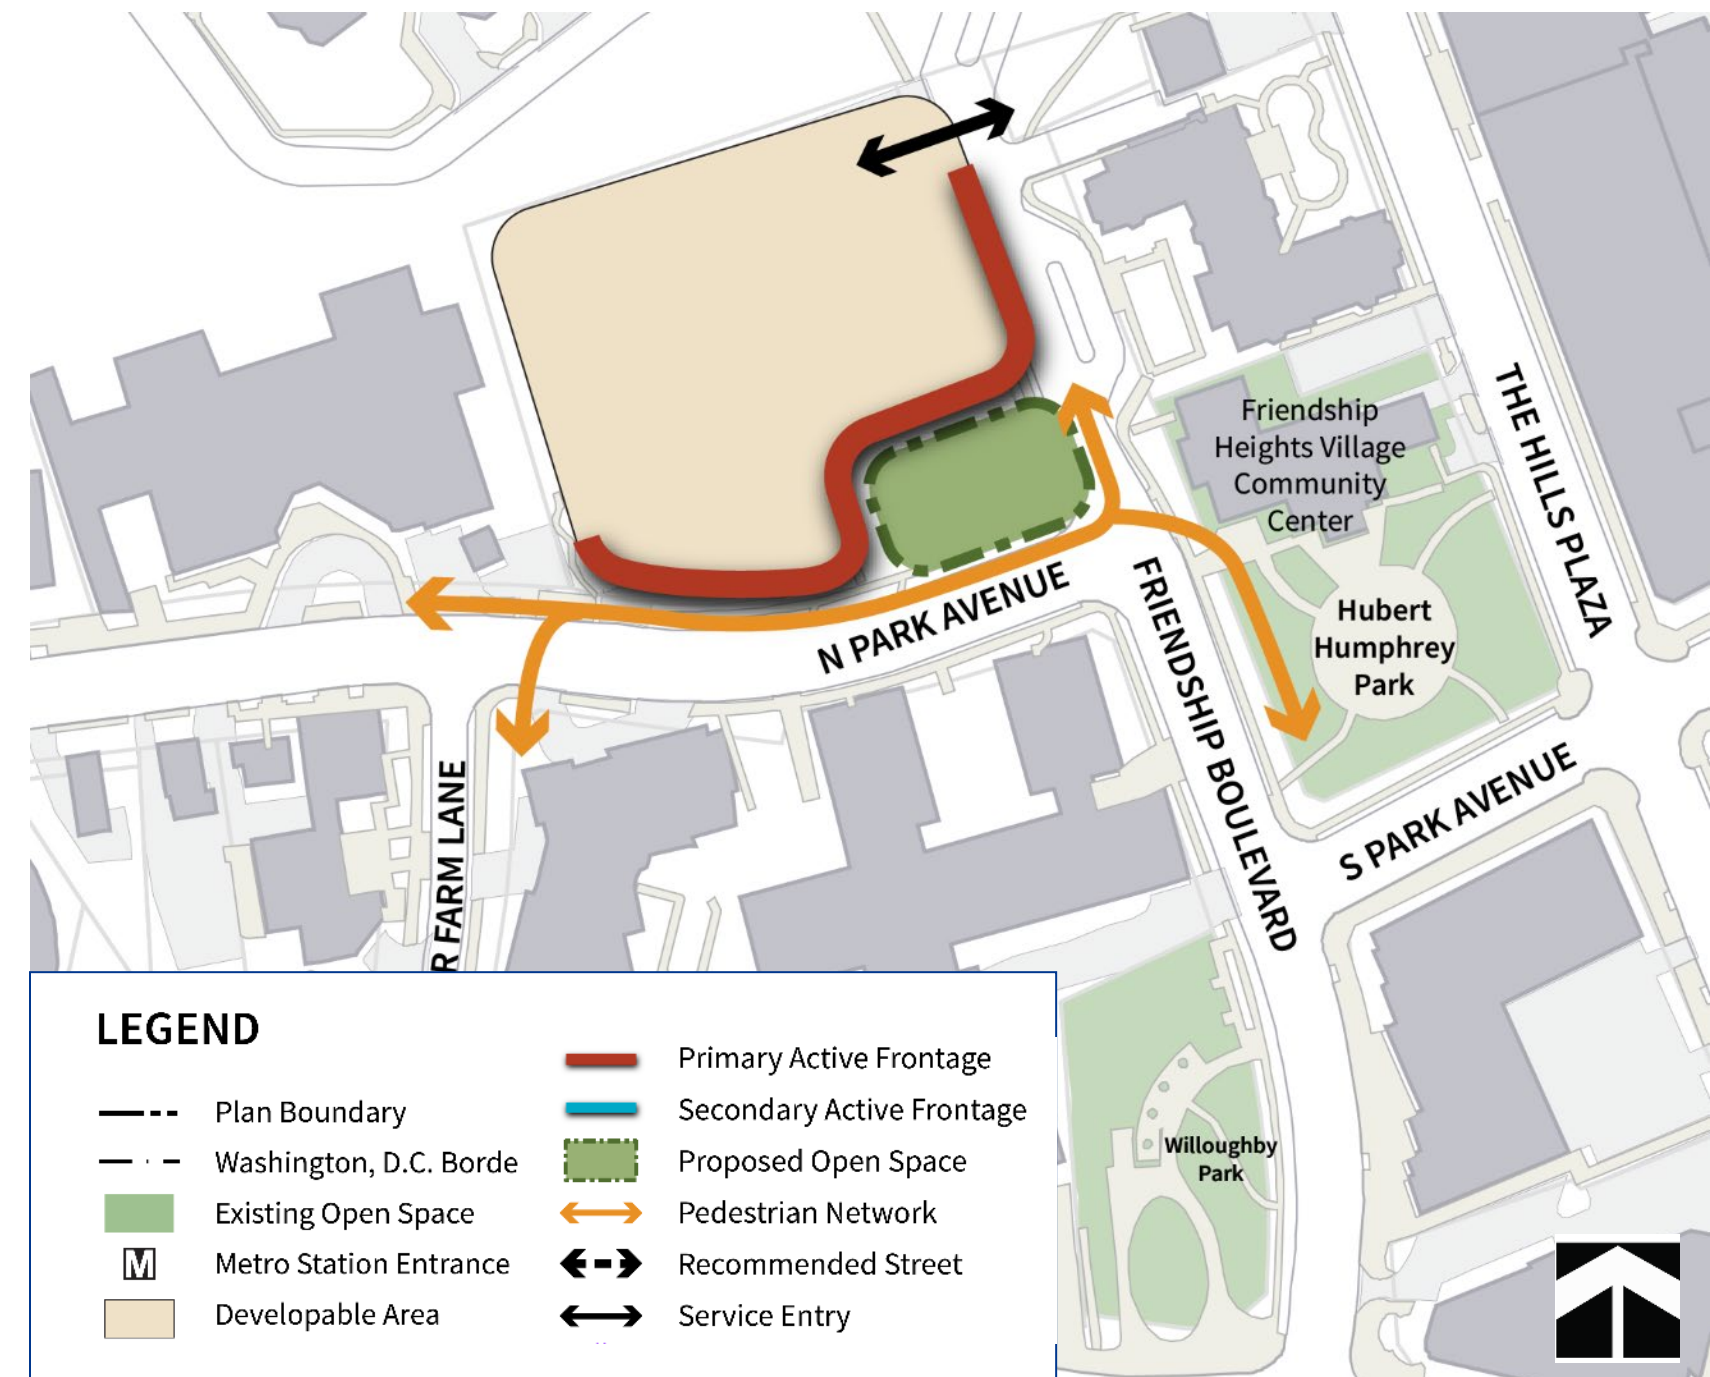 Friendship
Heights Village
Community
Center
THE HILLS PLAZA
Hubert
Humphrey
Park
N PARK AVENUE
FRIENDSHIP BOULEVARD
S PARK AVENUE
R FARM LANE
Willoughby
Park
LEGEND
Plan Boundary
Washington, D.C. Borde
Existing Open Space
M
Metro Station Entrance
Developable Area
Primary Active Frontage
Secondary Active Frontage
Proposed Open Space
Pedestrian Network
Recommended Street
Service Entry